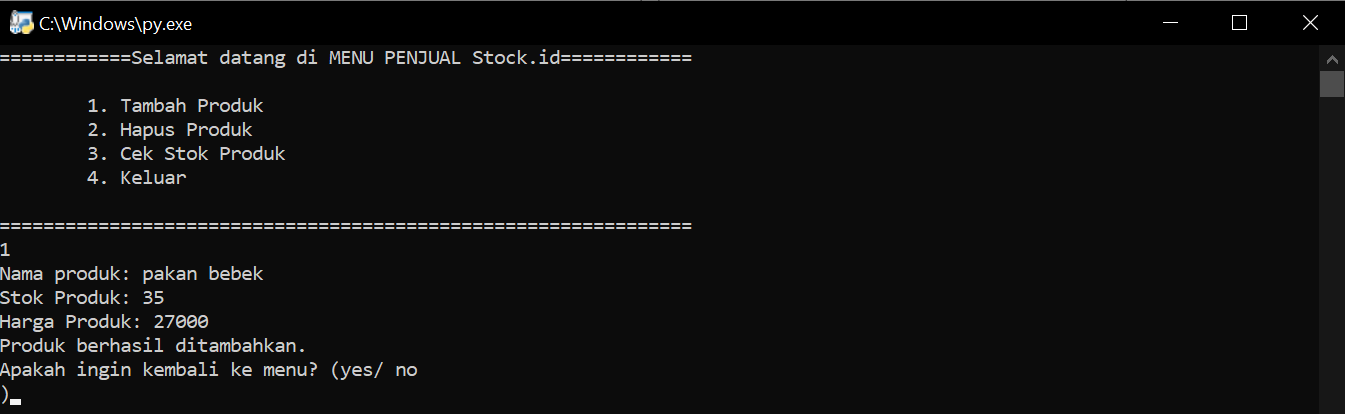 C:\Windows\py.exe
============Selamat datang di MENU PENJUAL Stock.id============
1. Tambah Produk
2. Hapus Produk
3. Cek Stok Produk
4. Keluar
===============================================================
1
Nama produk: pakan bebek
Stok Produk: 35
Harga Produk: 27000
Produk berhasil ditambahkan.
Apakah ingin kembali ke menu? (yes/ no
)